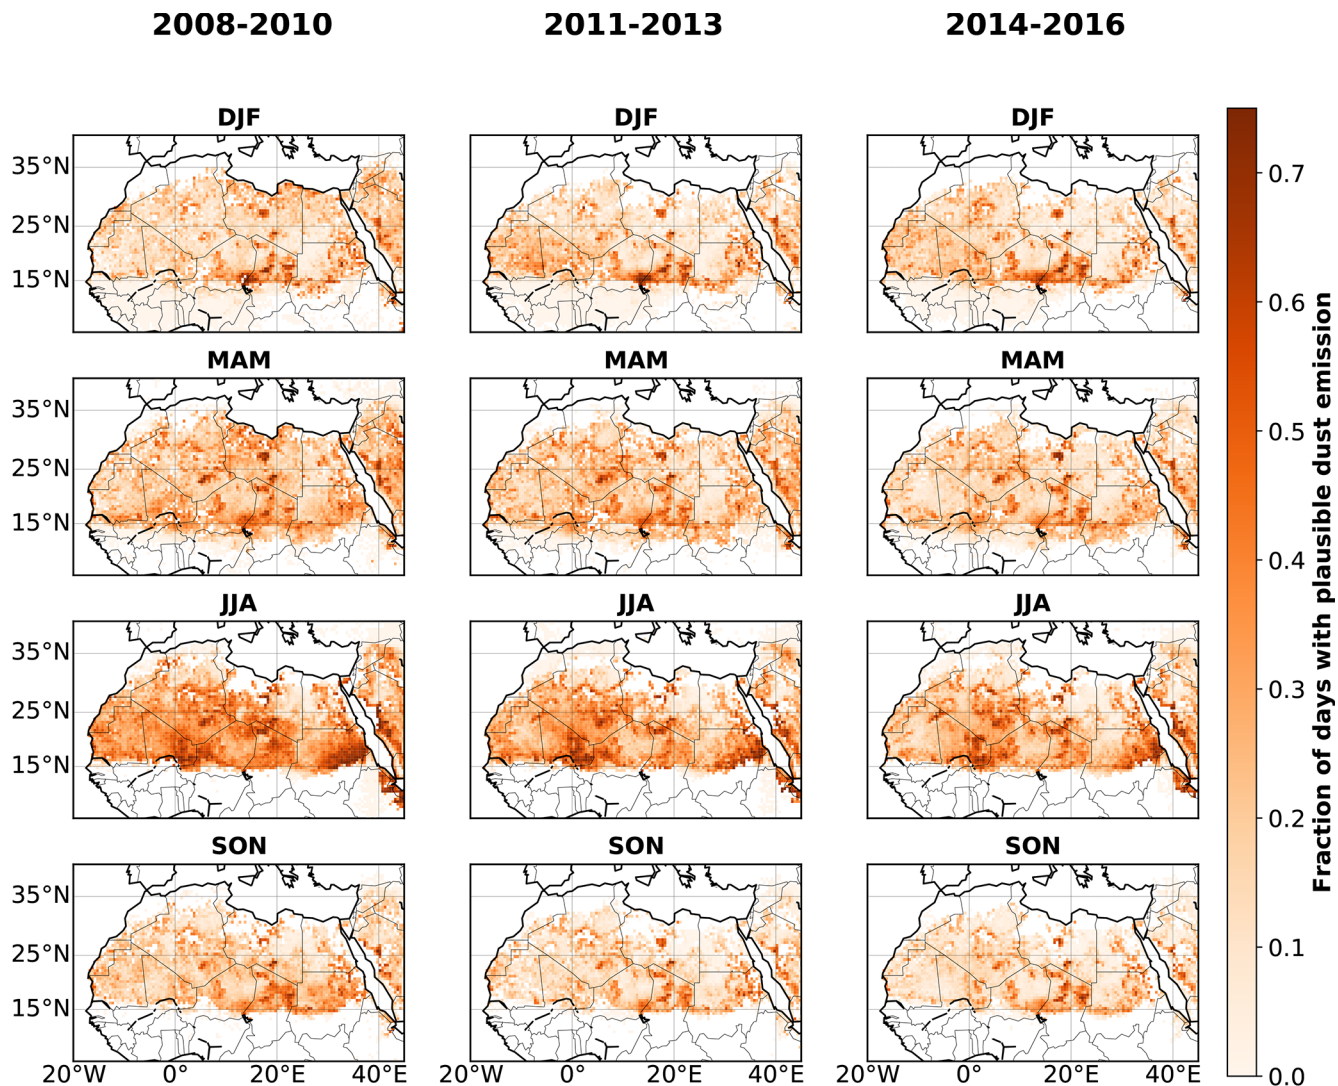 2008-2010 2011-2013 2014-2016
DJF DJF DJF
35°N
25°N
15°N
MAM MAM MAM
35°N
25°N
15°N
JJA JJA JJA
35°N
25°N
15°N
SON SON SON
35°N
25°N
15°N
20°W 0° 20°E 40°E 20°W 0° 20°E 40°E 20°W 0° 20°E 40°E
0.7
0.6
0.5
0.4
0.3
0.2
0.1
0.0
Fraction of days with plausible dust emission